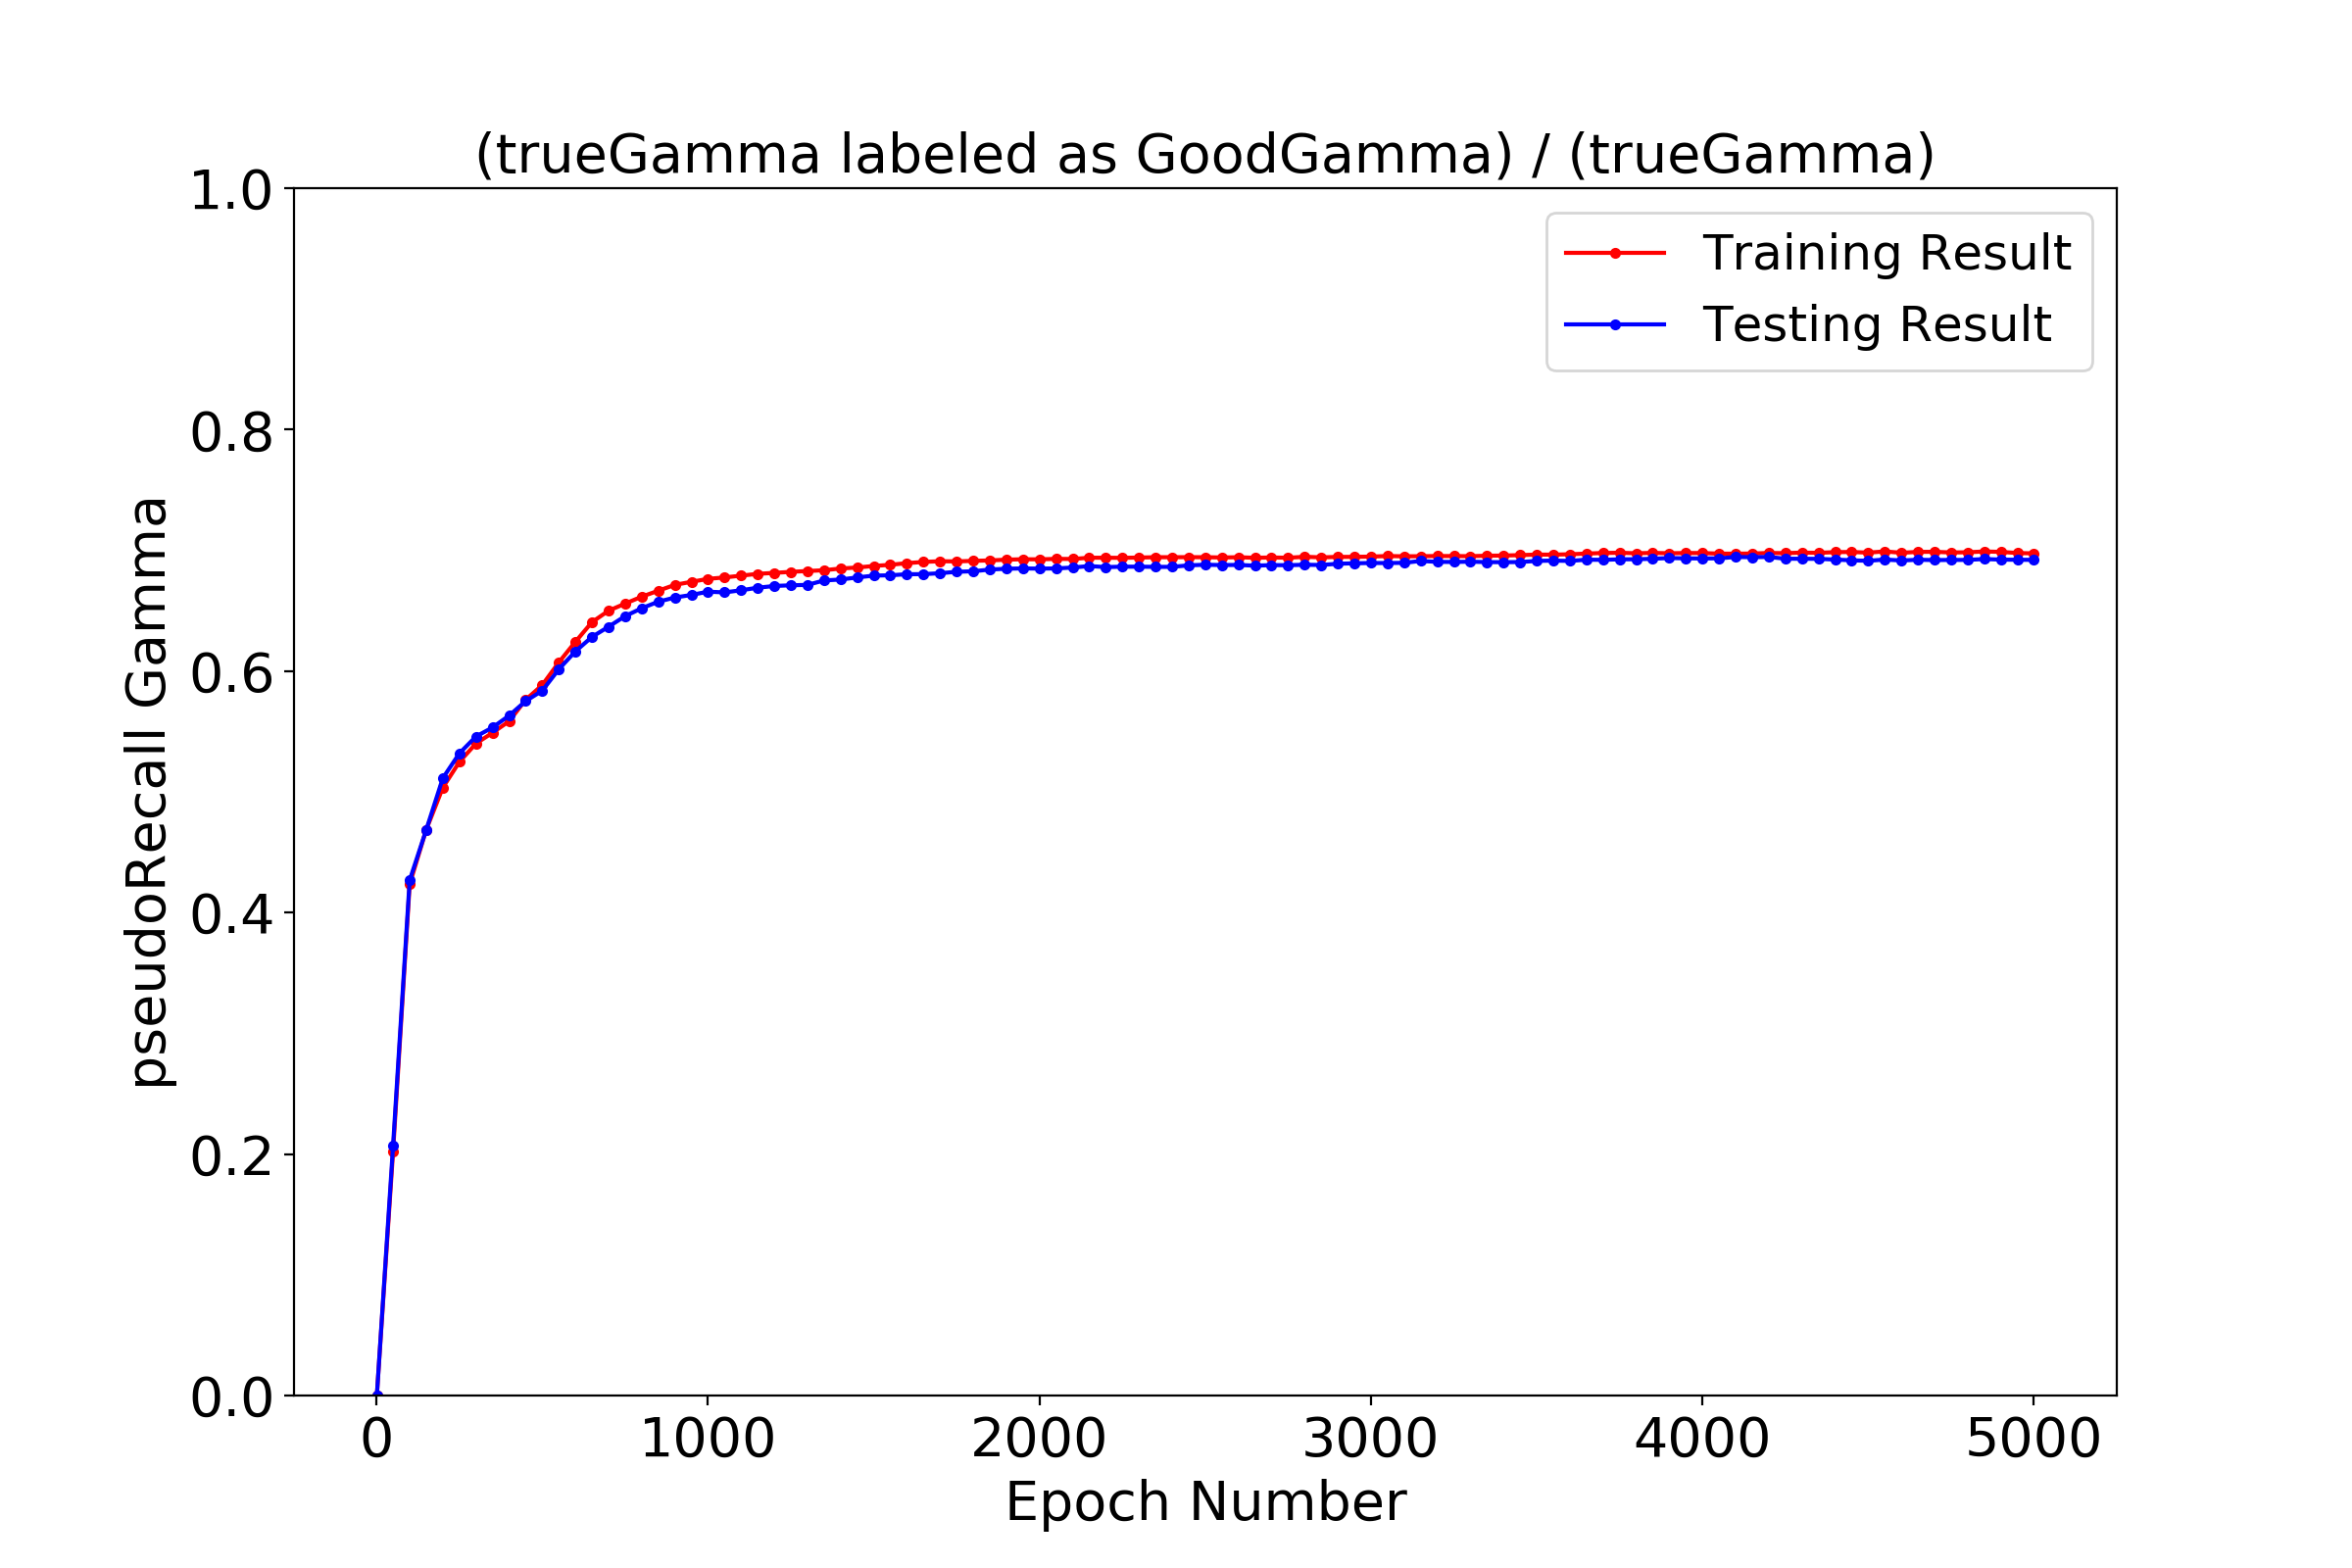 (trueGamma labeled as GoodGamma) / (trueGamma)
Training Result
Testing Result
pseudoRecall Gamma
1.0
0.8
0.6
0.4
0.2
0.0
0 1000 2000 3000 4000 5000
Epoch Number